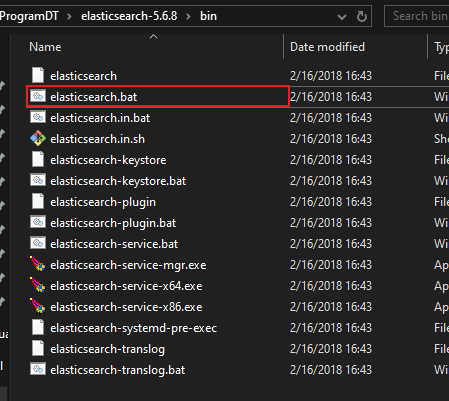 ProgramDT > elasticsearch-5.6.8 > bin Search bin
Name Date modified Ty
elasticsearch 2/16/2018 16:43 File
elasticsearch.bat 2/16/2018 16:43 Wi
elasticsearch.in.bat 2/16/2018 16:43 Wi
elasticsearch.in.sh 2/16/2018 16:43 She
elasticsearch-keystore 2/16/2018 16:43 File
elasticsearch-keystore.bat 2/16/2018 16:43 Wi
elasticsearch-plugin 2/16/2018 16:43 File
elasticsearch-plugin.bat 2/16/2018 16:43 Wi
elasticsearch-service.bat 2/16/2018 16:43 Wi
elasticsearch-service-mgr.exe 2/16/2018 16:43 Ap
elasticsearch-service-x64.exe 2/16/2018 16:43 Ap
elasticsearch-service-x86.exe 2/16/2018 16:43 Ap
elasticsearch-systemd-pre-exec 2/16/2018 16:43 File
elasticsearch-translog 2/16/2018 16:43 File
elasticsearch-translog.bat 2/16/2018 16:43 Wi